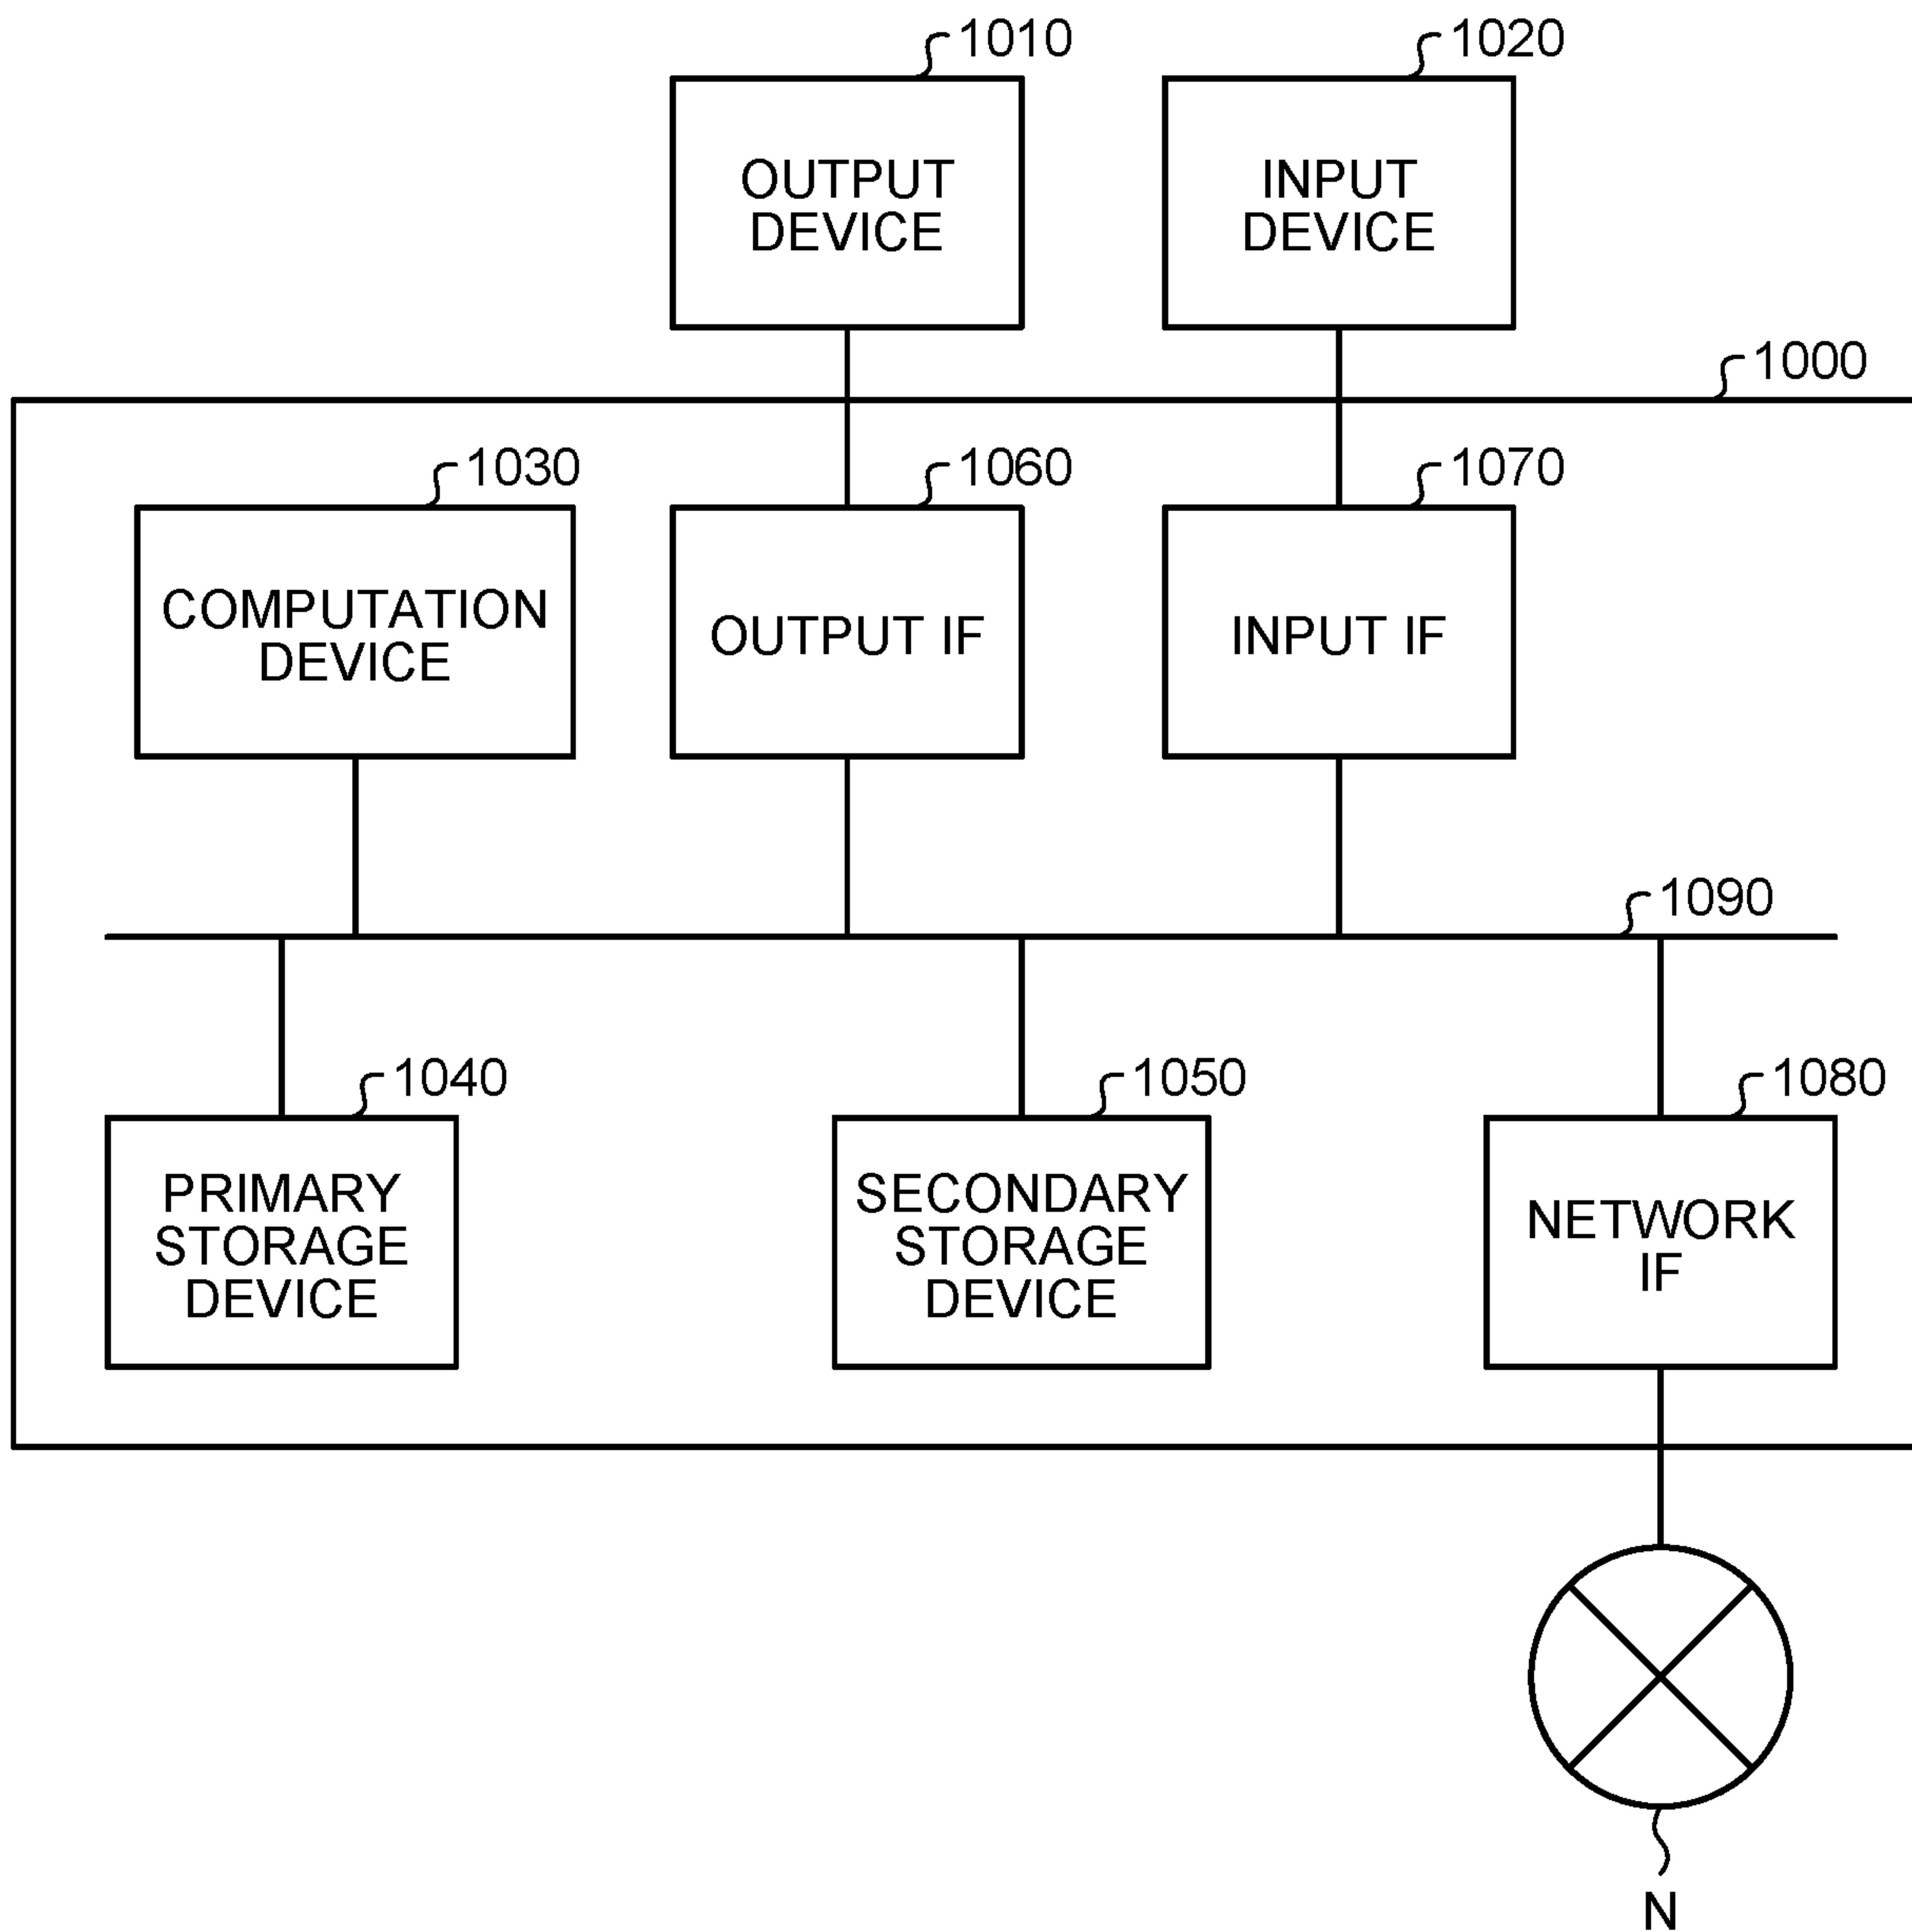 1010
1020
OUTPUT
DEVICE
INPUT
DEVICE
1000
1030
1060
1070
COMPUTATION
DEVICE
OUTPUT IF
INPUT IF
1090
1040
1050
1080
PRIMARY
STORAGE
DEVICE
SECONDARY
STORAGE
DEVICE
NETWORK
IF
N